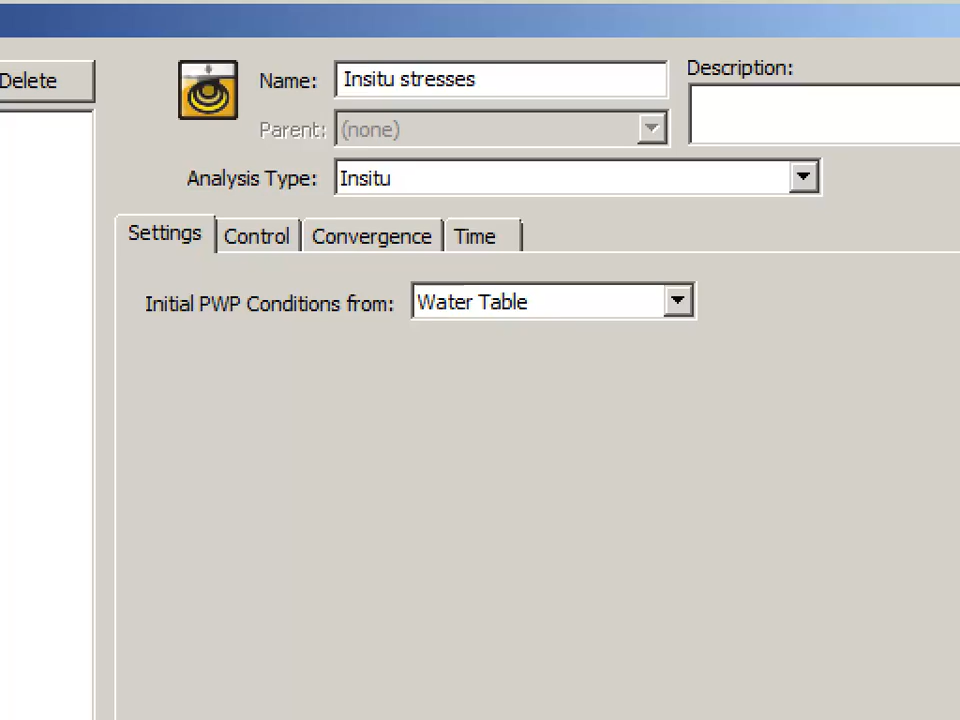 Delete
Name: Insitu stresses
Description:
Parent: (none)
Analysis Type: Insitu
Settings Control Convergence Time
Initial PWP Conditions from: Water Table